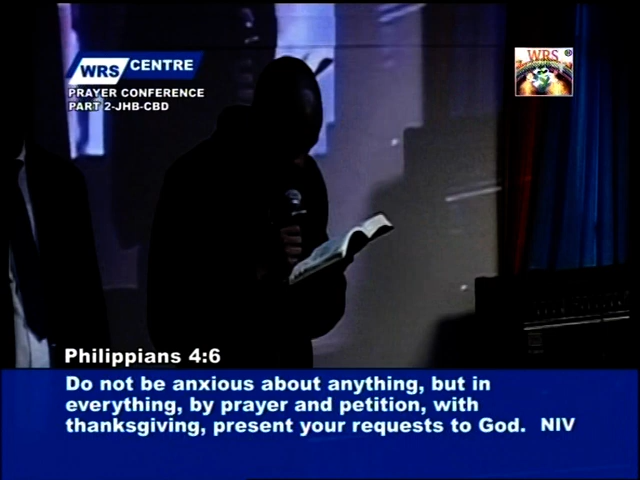 WRS CENTRE
PRAYER CONFERENCE
PART 2-JHB-CBD
WRS
Philippians 4:6
Do not be anxious about anything, but in
everything, by prayer and petition, with
thanksgiving, present your requests to God. NIV